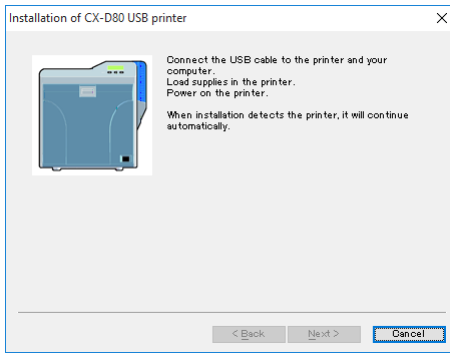 Installation of CX-D80 USB printer
Connect the USB cable to the printer and your
computer.
Load supplies in the printer.
Power on the printer.
When installation detects the printer, it will continue
automatically.
< Back
Next >
Cancel